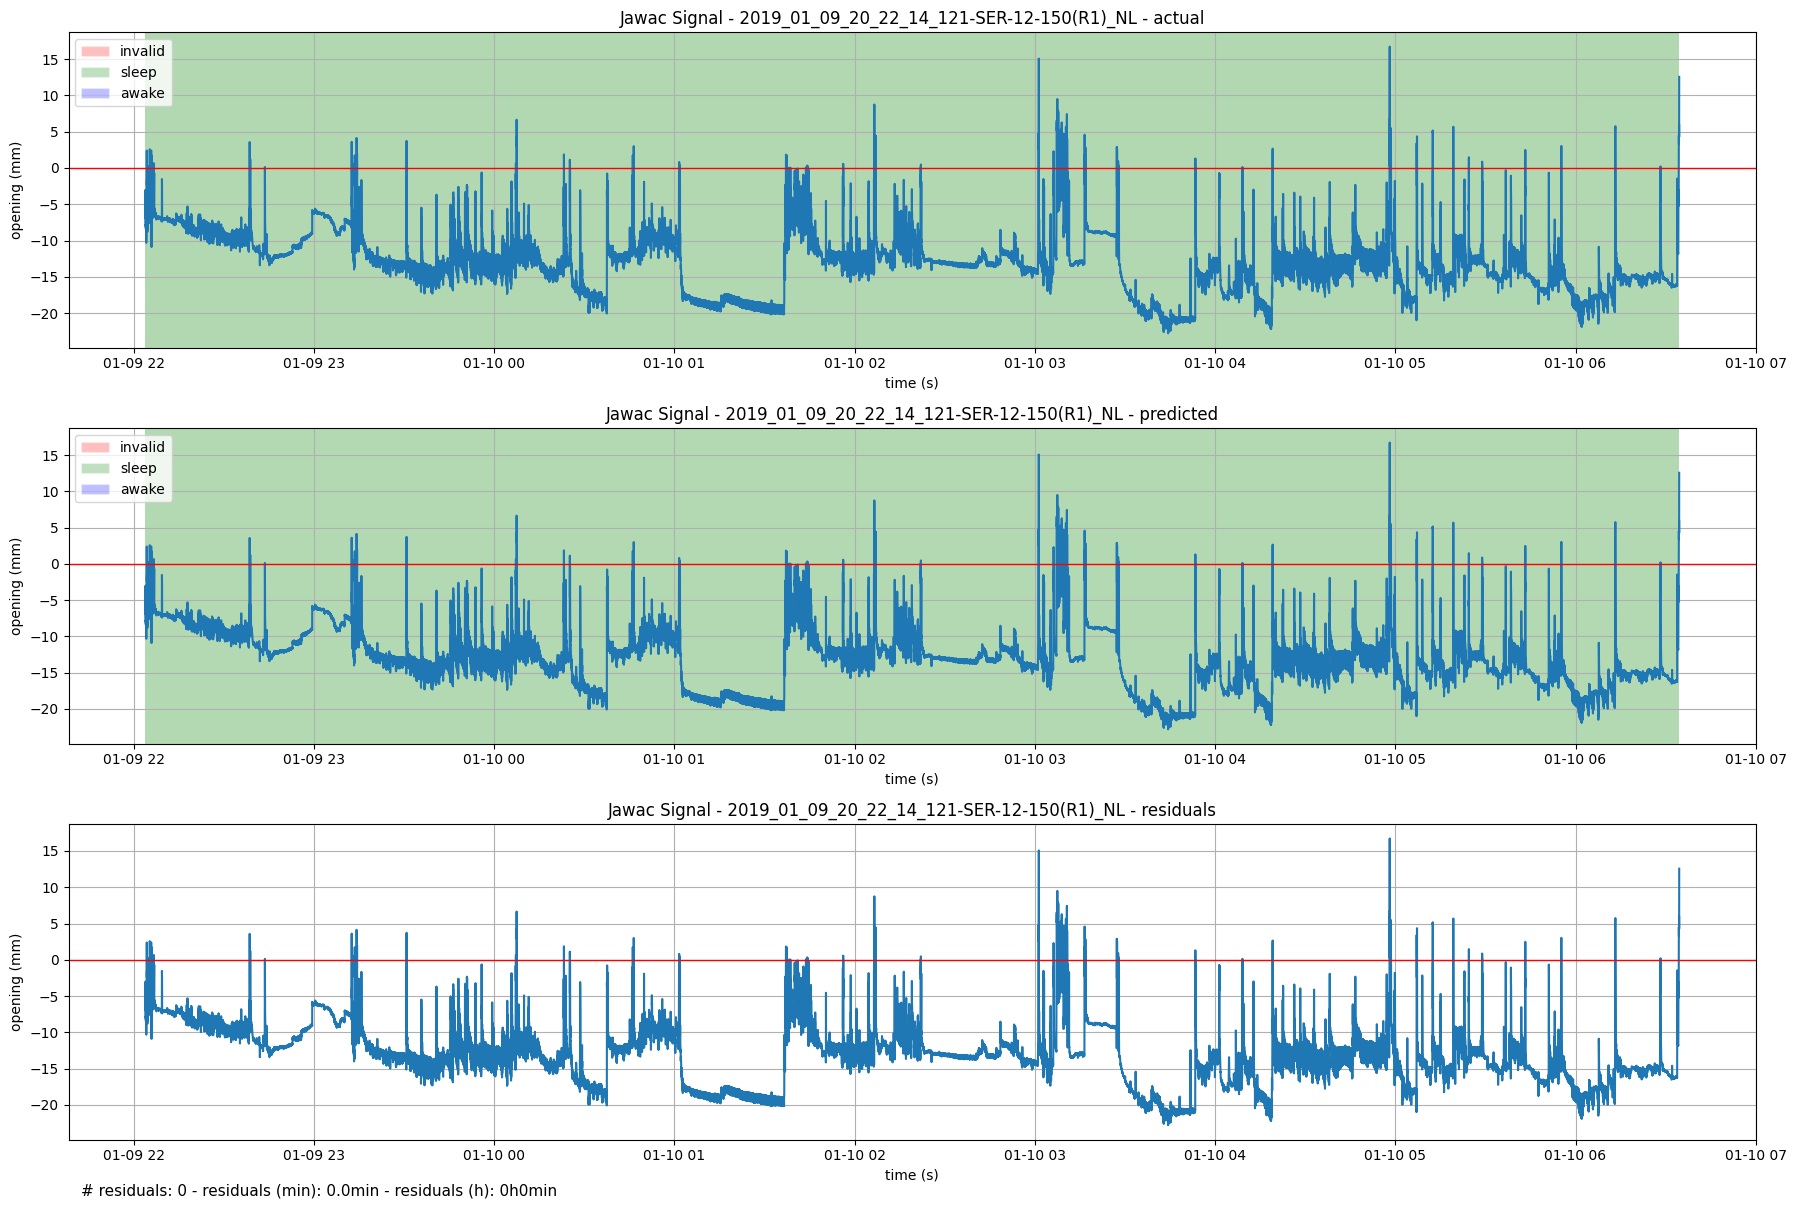 Jawac Signal - 2019_01_09_20_22_14_121-SER-12-150(R1)_NL - actual
invalid
sleep
awake
opening (mm)
15
10
5
0
−5
−10
−15
−20
01-09 22 01-09 23 01-10 00 01-10 01 01-10 02 01-10 03 01-10 04 01-10 05 01-10 06 01-10 07
time (s)
Jawac Signal - 2019_01_09_20_22_14_121-SER-12-150(R1)_NL - predicted
invalid
sleep
awake
opening (mm)
15
10
5
0
−5
−10
−15
−20
01-09 22 01-09 23 01-10 00 01-10 01 01-10 02 01-10 03 01-10 04 01-10 05 01-10 06 01-10 07
time (s)
Jawac Signal - 2019_01_09_20_22_14_121-SER-12-150(R1)_NL - residuals
opening (mm)
15
10
5
0
−5
−10
−15
−20
01-09 22 01-09 23 01-10 00 01-10 01 01-10 02 01-10 03 01-10 04 01-10 05 01-10 06 01-10 07
time (s)
# residuals: 0 - residuals (min): 0.0min - residuals (h): 0h0min